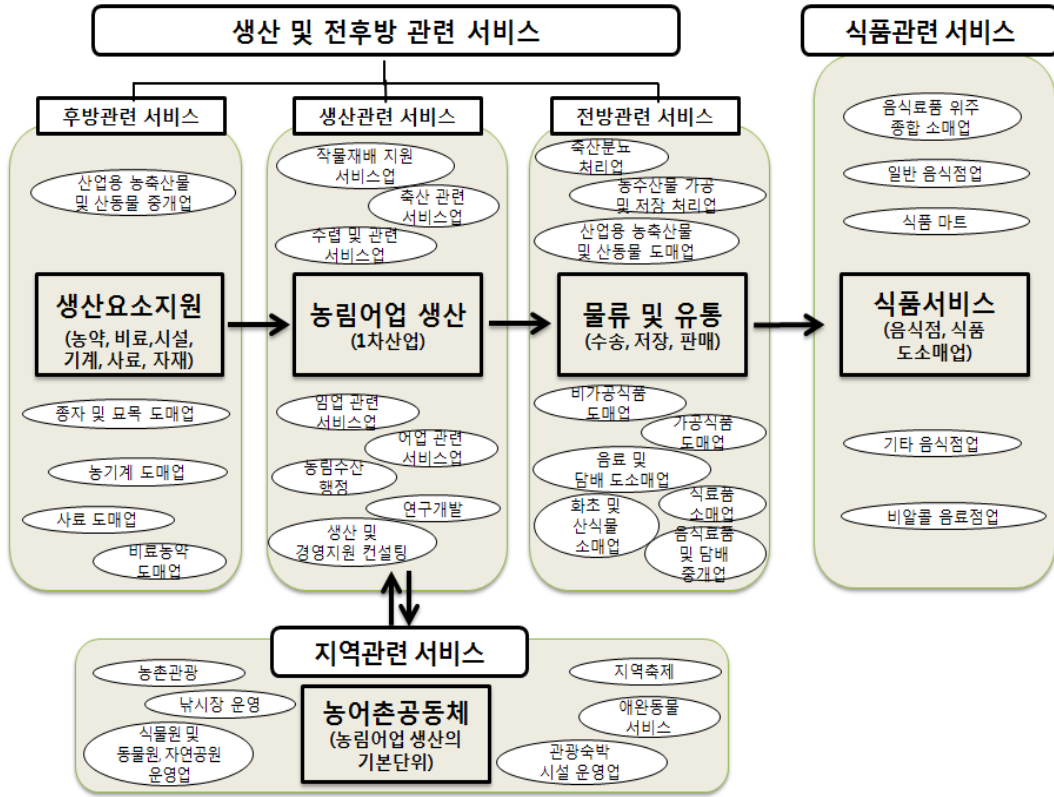 생산 및 전후방 관련 서비스
식품관련 서비스
후방관련 서비스
산업용 농축산물
및 산동물 중개업
생산요소지원
(농약, 비료,시설,
기계, 사료, 자재)
종자 및 묘목 도매업
농기계 도매업
사료 도매업
비료농약
도매업
생산관련 서비스
작물재배 지원
서비스업
축산 관련
서비스업
수렵 및 관련
서비스업
농림어업 생산
(1차산업)
임업 관련
서비스업
어업 관련
서비스업
농림수산
행정
연구개발
생산 및
경영지원 컨설팅
전방관련 서비스
축산분뇨
처리업
농수산물 가공
및 저장 처리업
산업용 농축산물
및 산동물 도매업
물류 및 유통
(수송, 저장, 판매)
비가공식품
도매업
가공식품
도매업
음료 및
담배 도소매업
식료품
소매업
화초 및
산식물
소매업
음식료품
및 담배
중개업
음식료품 위주
종합 소매업
일반 음식점업
식품 마트
식품서비스
(음식점, 식품
도소매업)
기타 음식점업
비알콜 음료점업
지역관련 서비스
농촌관광
낚시장 운영
식물원 및
동물원, 자연공원
운영업
농어촌공동체
(농림어업 생산의
기본단위)
지역축제
애완동물
서비스
관광숙박
시설 운영업